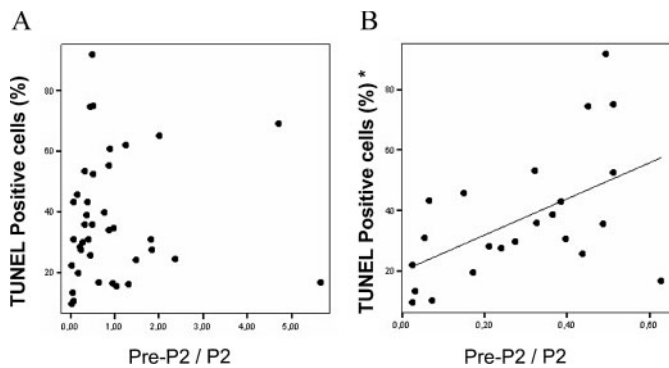 A
TUNEL Positive cells (%)
80
60
40
20
0,00 1,00 2,00 3,00 4,00 5,00
Pre-P2 / P2
B
TUNEL Positive cells (%) *
80
60
40
20
0,00 0,20 0,40 0,60
Pre-P2 / P2